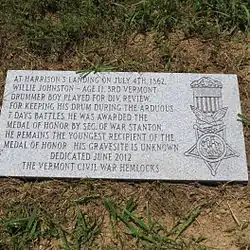 AT HARRISON'S LANDING ON JULY 4TH, 1862,
WILLIE JOHNSTON - AGE 11, 3RD VERMONT
DRUMMER BOY PLAYED FOR DIV. REVIEW.
FOR KEEPING HIS DRUM DURING THE ARDUOUS
7 DAYS BATTLES, HE WAS AWARDED THE
MEDAL OF HONOR BY SEC. OF WAR STANTON.
HE REMAINS THE YOUNGEST RECIPIENT OF THE
MEDAL OF HONOR. HIS GRAVESITE IS UNKNOWN
DEDICATED JUNE 2012
THE VERMONT CIVIL WAR HEMLOCKS